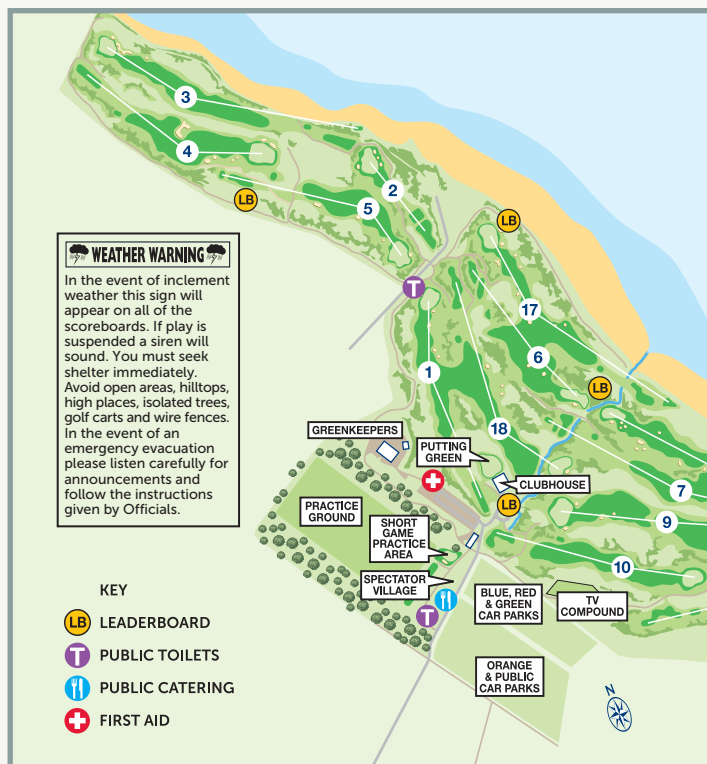 3
4
2
5
LB
LB
WEATHER WARNING
In the event of inclement
weather this sign will
appear on all of the
scoreboards. If play is
suspended a siren will
sound. You must seek
shelter immediately.
Avoid open areas, hilltops,
high places, isolated trees,
golf carts and wire fences.
In the event of an
emergency evacuation
please listen carefully for
announcements and
follow the instructions
given by Officials.
T
17
6
1
LB
18
GREENKEEPERS
PUTTING
GREEN
CLUBHOUSE
7
LB
PRACTICE
GROUND
SHORT
GAME
PRACTICE
AREA
9
10
SPECTATOR
VILLAGE
BLUE, RED
& GREEN
CAR PARKS
TV
COMPOUND
T
ORANGE
& PUBLIC
CAR PARKS
N
KEY
LB LEADERBOARD
T PUBLIC TOILETS
PUBLIC CATERING
FIRST AID